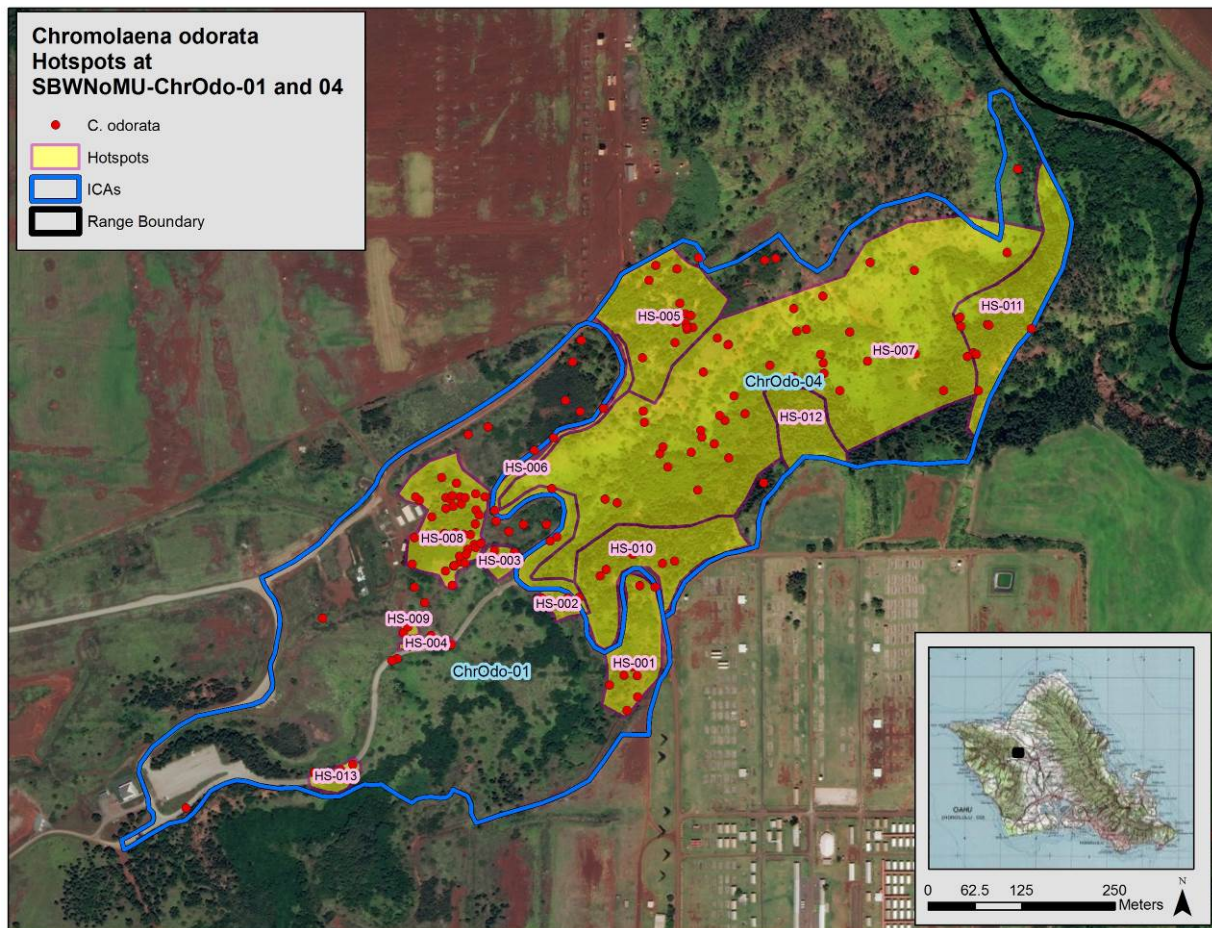 Chromolaena odorata
Hotspots at
SBWNoMU-ChrOdo-01 and 04
C. odorata
Hotspots
ICAs
Range Boundary
HS-005
HS-011
HS-007
ChrOdo-04
HS-012
HS-006
HS-008
HS-010
HS-003
HS-002
HS-009
HS-004
ChrOdo-01
HS-001
HS-013
OAHU
N
0 62.5 125 250
Meters